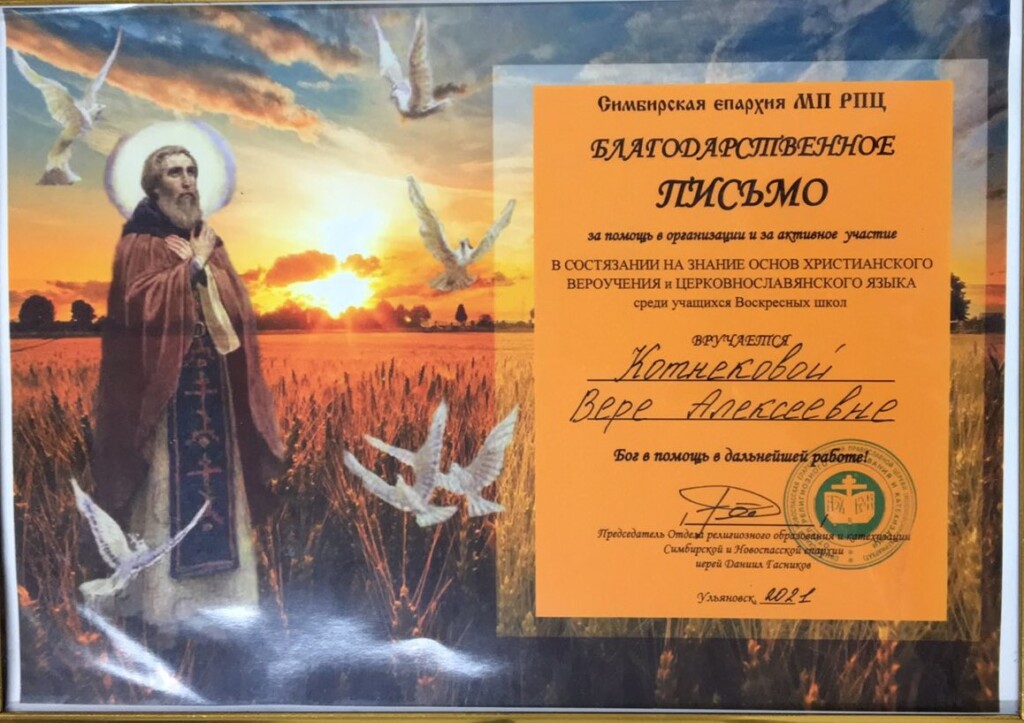 Симбирская епархия МП РПЦ
БЛАГОДАРСТВЕННОЕ
ПИСЬМО
за помощь в организации и за активное участие
В СОСТЯЗАНИИ НА ЗНАНИЕ ОСНОВ ХРИСТИАНСКОГО
ВЕРОУЧЕНИЯ и ЦЕРКОВНОСЛАВЯНСКОГО ЯЗЫКА
среди учащихся Воскресных школ
ВРУЧАЕТСЯ
Котнековой
Вере Алексеевне
Бог в помощь в дальнейшей работе!
Председатель Отдела религиозного образования и катехизации
Симбирской и Новоспасской епархии
иерей Даниил Гасников
Ульяновск, 2021